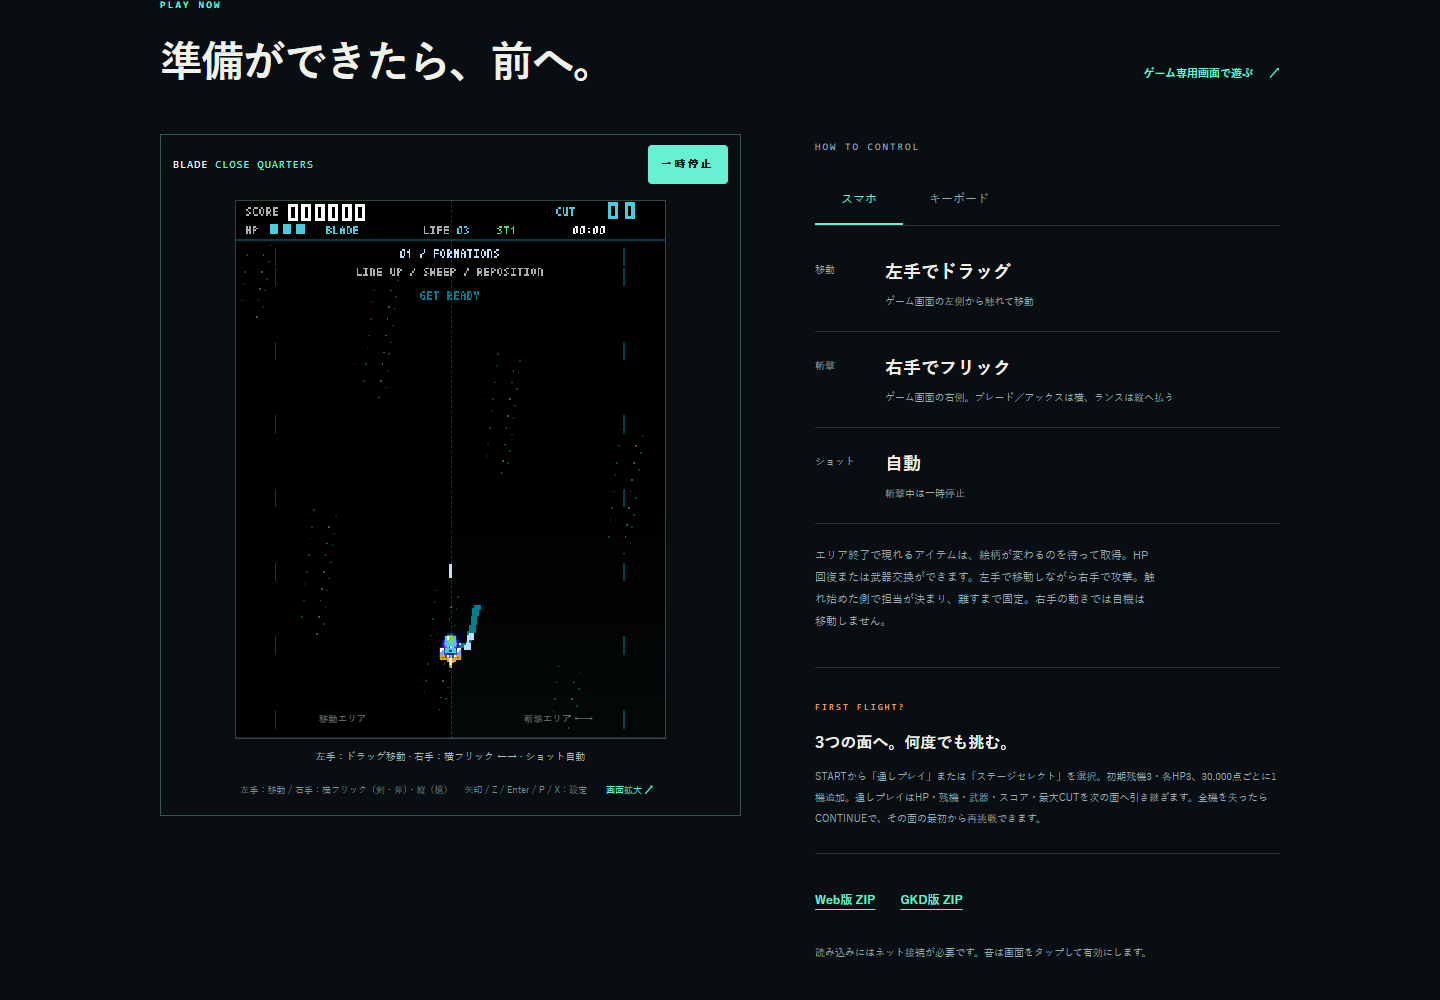 PLAY NOW
準備ができたら、前へ。
ゲーム専用画面で遊ぶ ↗
BLADE CLOSE QUARTERS
一時停止
SCORE 000000 CUT 00
HP BLADE LIFE 03 ST1 00:00
01 / FORMATIONS
LINE UP / SWEEP / REPOSITION
GET READY
移動エリア
斬撃エリア ←→
左手：ドラッグ移動・右手：横フリック ←→・ショット自動
左手：移動 / 右手：横フリック（剣・斧）・縦（槍） 矢印 / Z / Enter / P / X：設定 画面拡大 ↗
HOW TO CONTROL
スマホ キーボード
移動
左手でドラッグ
ゲーム画面の左側から触れて移動
斬撃
右手でフリック
ゲーム画面の右側。ブレード／アックスは横、ランスは縦へ払う
ショット
自動
斬撃中は一時停止
エリア終了で現れるアイテムは、絵柄が変わるのを待って取得。HP
回復または武器交換ができます。左手で移動しながら右手で攻撃。触
れ始めた側で担当が決まり、離すまで固定。右手の動きでは自機は
移動しません。
FIRST FLIGHT?
3つの面へ。何度でも挑む。
STARTから「通しプレイ」または「ステージセレクト」を選択。初期残機3・各HP3、30,000点ごとに1
機追加。通しプレイはHP・残機・武器・スコア・最大CUTを次の面へ引き継ぎます。全機を失ったら
CONTINUEで、その面の最初から再挑戦できます。
Web版 ZIP GKD版 ZIP
読み込みにはネット接続が必要です。音は画面をタップして有効にします。